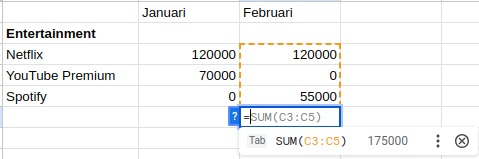 Januari Februari
Entertainment
Netflix 120000 120000
YouTube Premium 70000 0
Spotify 0 55000
? =SUM(C3:C5)
Tab SUM(C3:C5) 175000